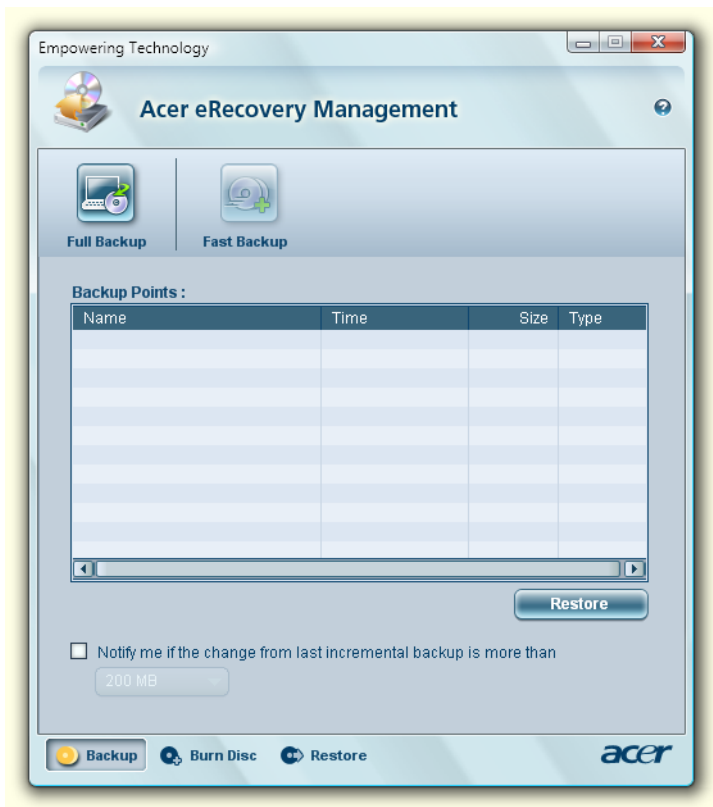 Empowering Technology
Acer eRecovery Management
Full Backup
Fast Backup
Backup Points :
Name Time Size Type
Restore
Notify me if the change from last incremental backup is more than
200 MB
Backup Burn Disc Restore acer